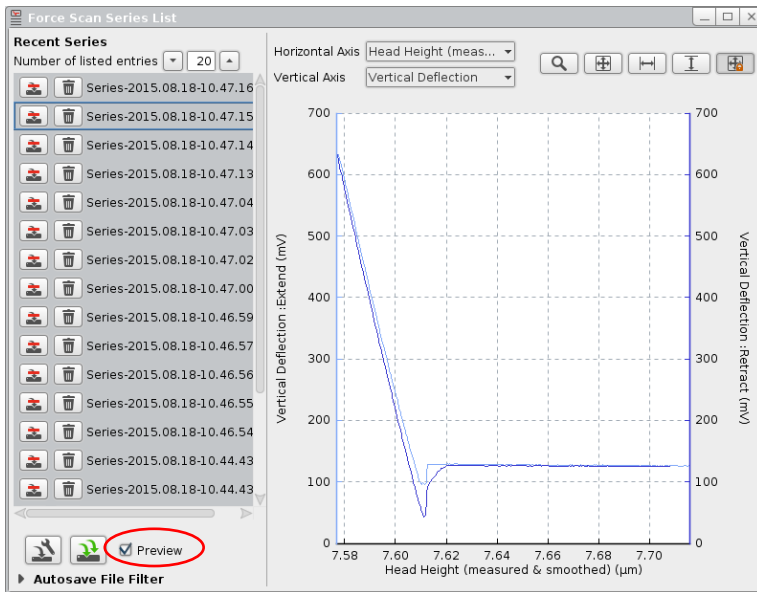 Force Scan Series List
Recent Series
Number of listed entries 20
Series-2015.08.18-10.47.16
Series-2015.08.18-10.47.15
Series-2015.08.18-10.47.14
Series-2015.08.18-10.47.13
Series-2015.08.18-10.47.04
Series-2015.08.18-10.47.03
Series-2015.08.18-10.47.02
Series-2015.08.18-10.47.00
Series-2015.08.18-10.46.59
Series-2015.08.18-10.46.57
Series-2015.08.18-10.46.56
Series-2015.08.18-10.46.55
Series-2015.08.18-10.46.54
Series-2015.08.18-10.44.43
Series-2015.08.18-10.44.43
Preview
Autosave File Filter
Horizontal Axis Head Height (meas...
Vertical Axis Vertical Deflection
Vertical Deflection :Extend (mV)
700
600
500
400
300
200
100
0
700
600
500
400
300
200
100
0
Vertical Deflection :Retract (mV)
7.58 7.60 7.62 7.64 7.66 7.68 7.70
Head Height (measured & smoothed) (μm)